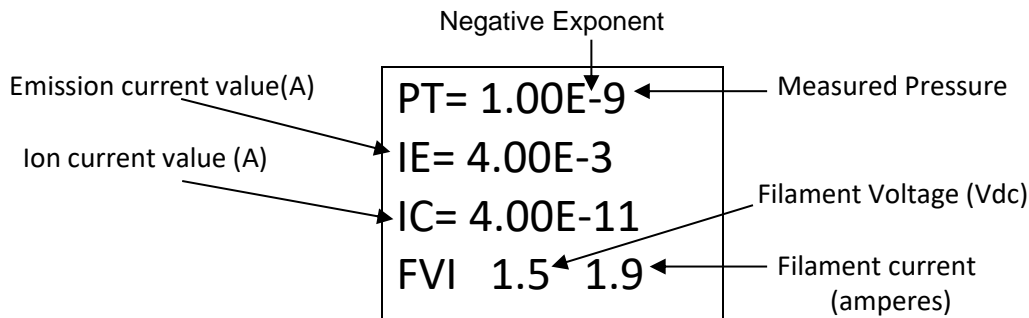 Negative Exponent
Emission current value(A)
PT= 1.00E-9
Measured Pressure
Ion current value (A)
IE= 4.00E-3
IC= 4.00E-11
Filament Voltage (Vdc)
FVI 1.5 1.9
Filament current
(amperes)